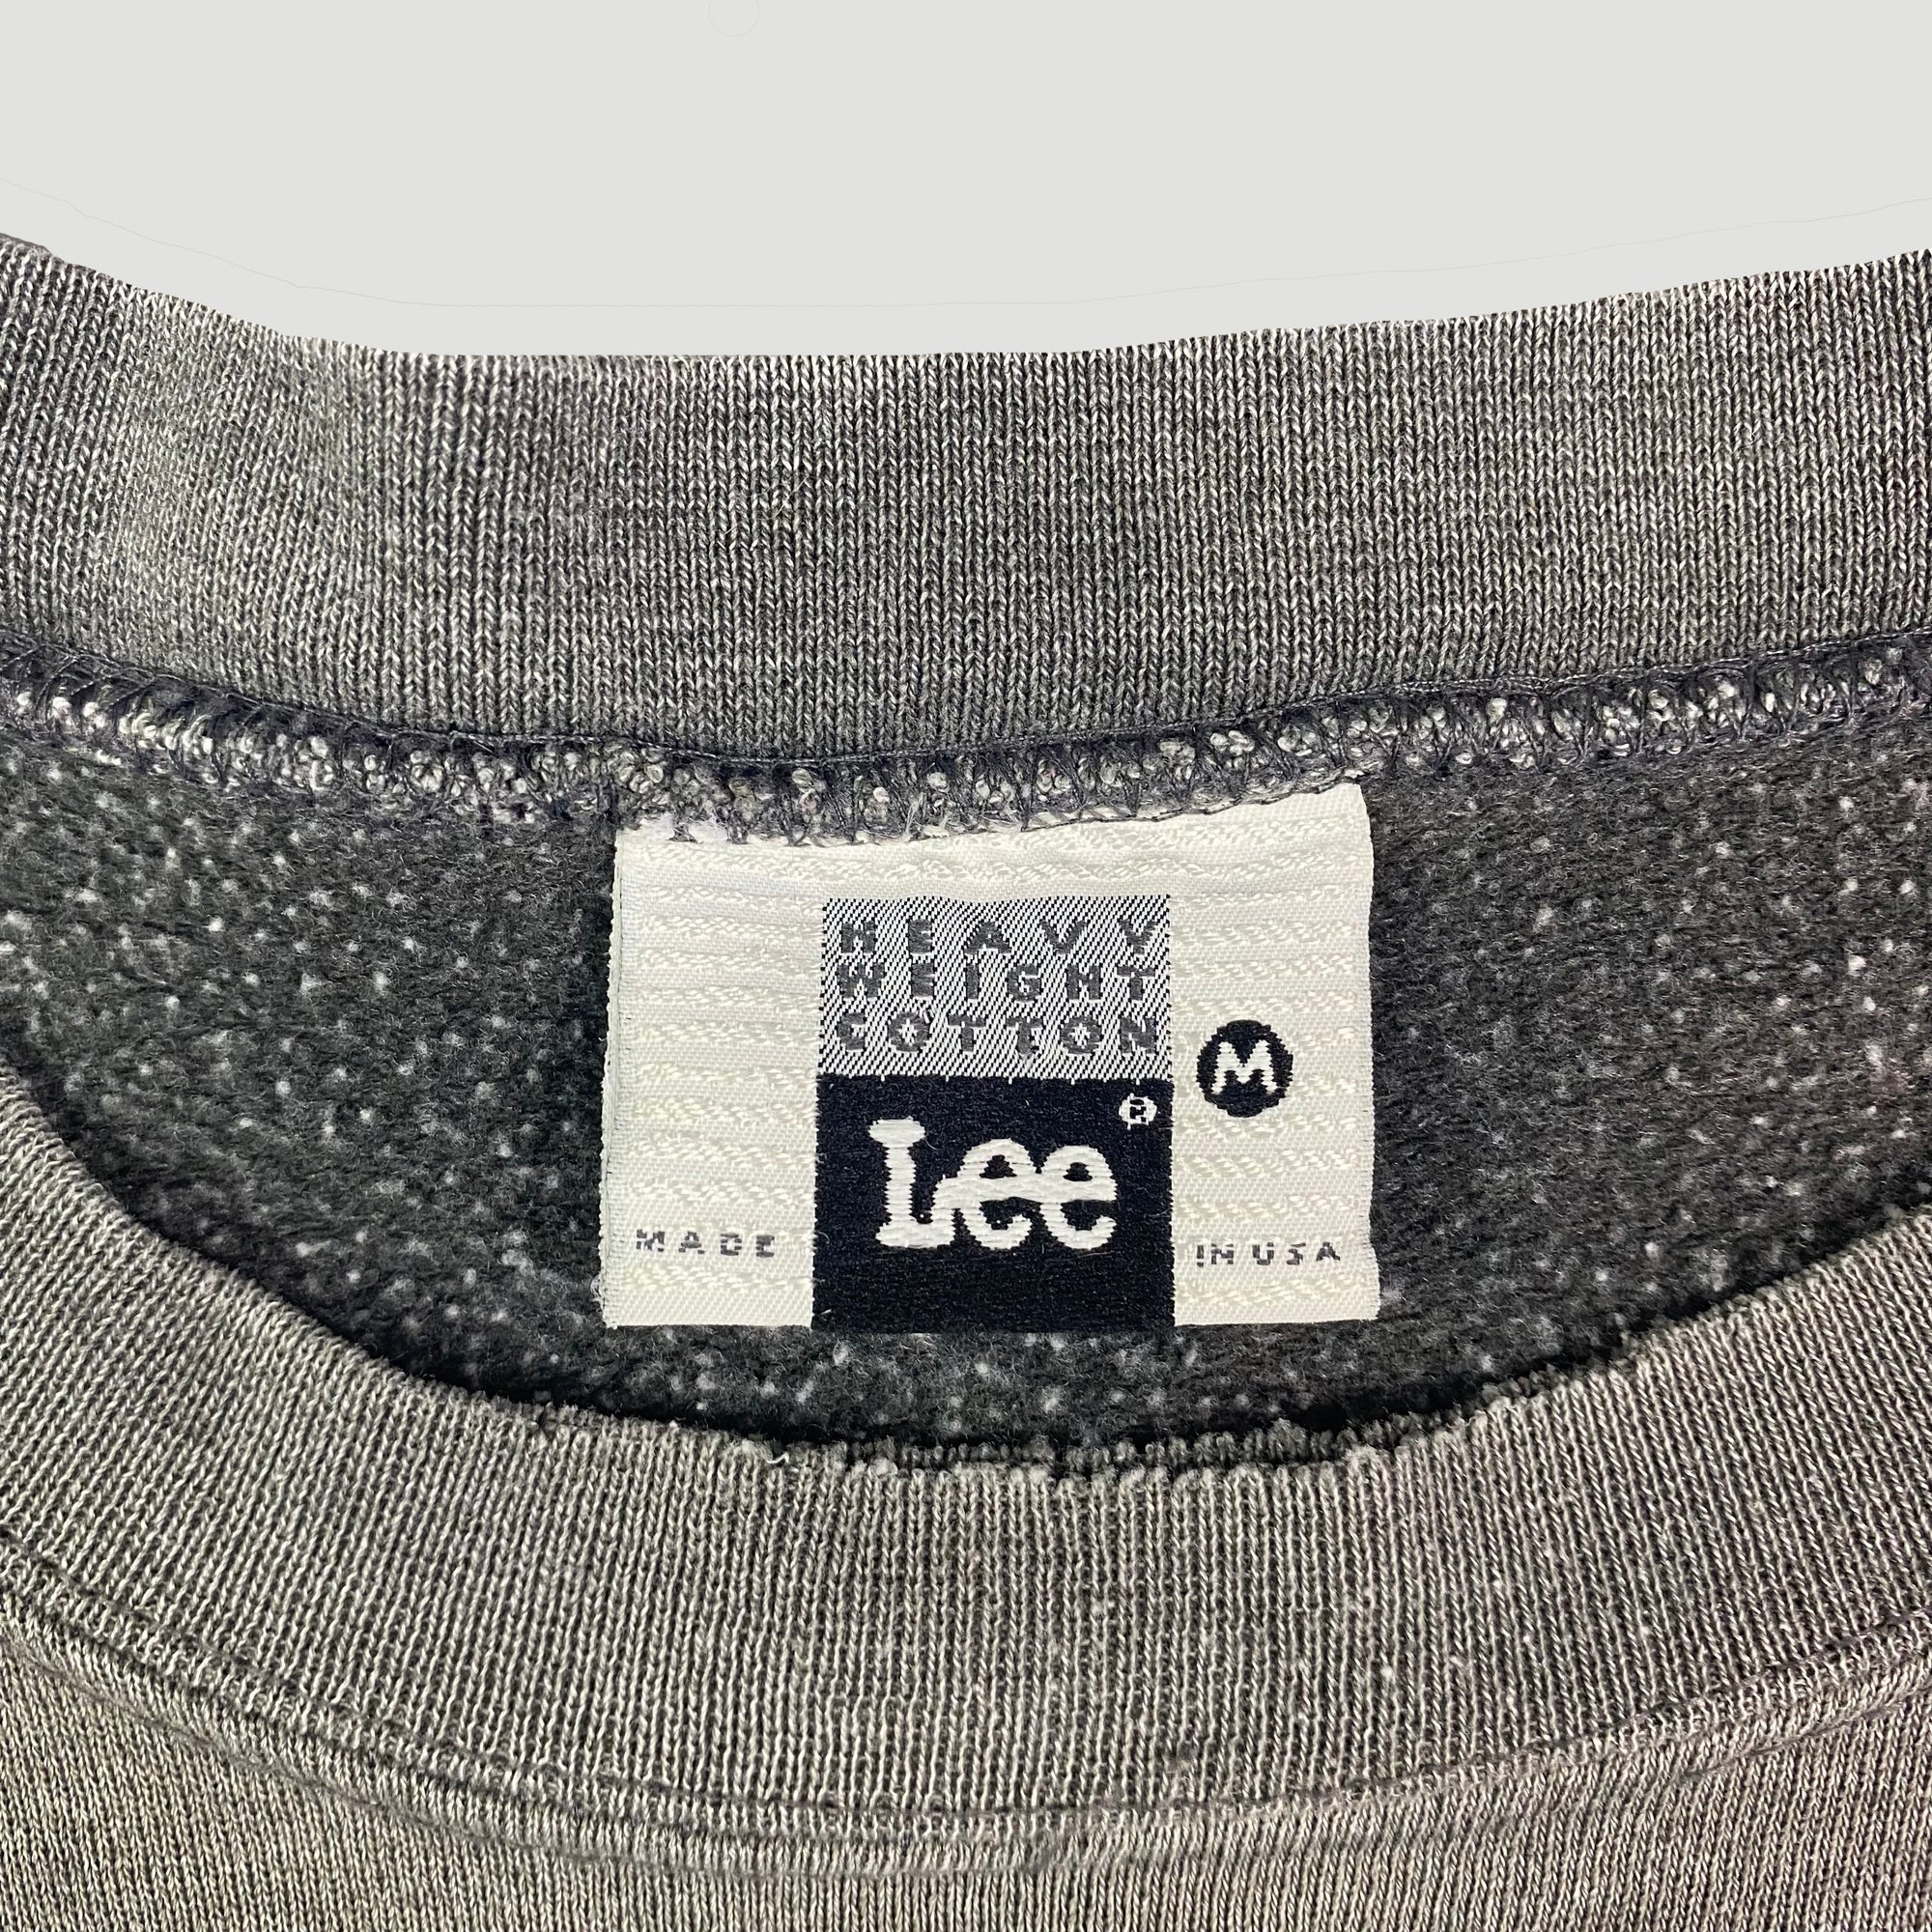 HEAVY
WEIGHT
COTTON
M
Lee®
MADE IN USA